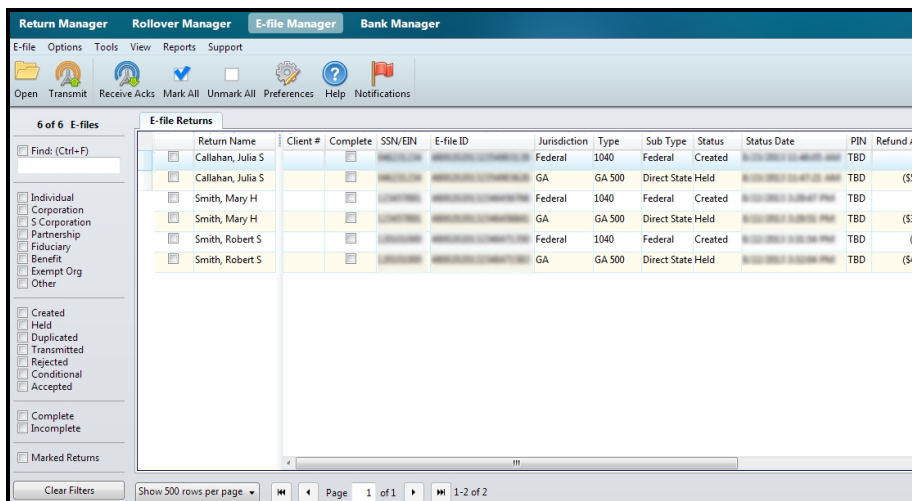 Return Manager Rollover Manager E-file Manager Bank Manager
E-file Options Tools View Reports Support
Open Transmit Receive Acks Mark All Unmark All Preferences Help Notifications
6 of 6 E-files
E-file Returns
Find: (Ctrl+F)
Return Name Client # Complete SSN/EIN E-file ID Jurisdiction Type Sub Type Status Status Date PIN Refund
Callahan, Julia S Federal 1040 Federal Created TBD
Callahan, Julia S GA GA 500 Direct State Held TBD
Smith, Mary H Federal 1040 Federal Created TBD
Smith, Mary H GA GA 500 Direct State Held TBD
Smith, Robert S Federal 1040 Federal Created TBD
Smith, Robert S GA GA 500 Direct State Held TBD
Individual
Corporation
S Corporation
Partnership
Fiduciary
Benefit
Exempt Org
Other
Created
Held
Duplicated
Transmitted
Rejected
Conditional
Accepted
Complete
Incomplete
Marked Returns
Clear Filters
Show 500 rows per page Page 1 of 1 1-2 of 2